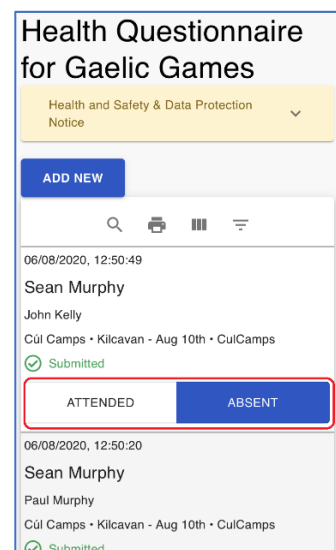 Health Questionnaire
for Gaelic Games
Health and Safety & Data Protection
Notice
ADD NEW
06/08/2020, 12:50:49
Sean Murphy
John Kelly
Cúl Camps • Kilcavan - Aug 10th • CulCamps
Submitted
ATTENDED ABSENT
06/08/2020, 12:50:20
Sean Murphy
Paul Murphy
Cúl Camps • Kilcavan - Aug 10th • CulCamps
Submitted